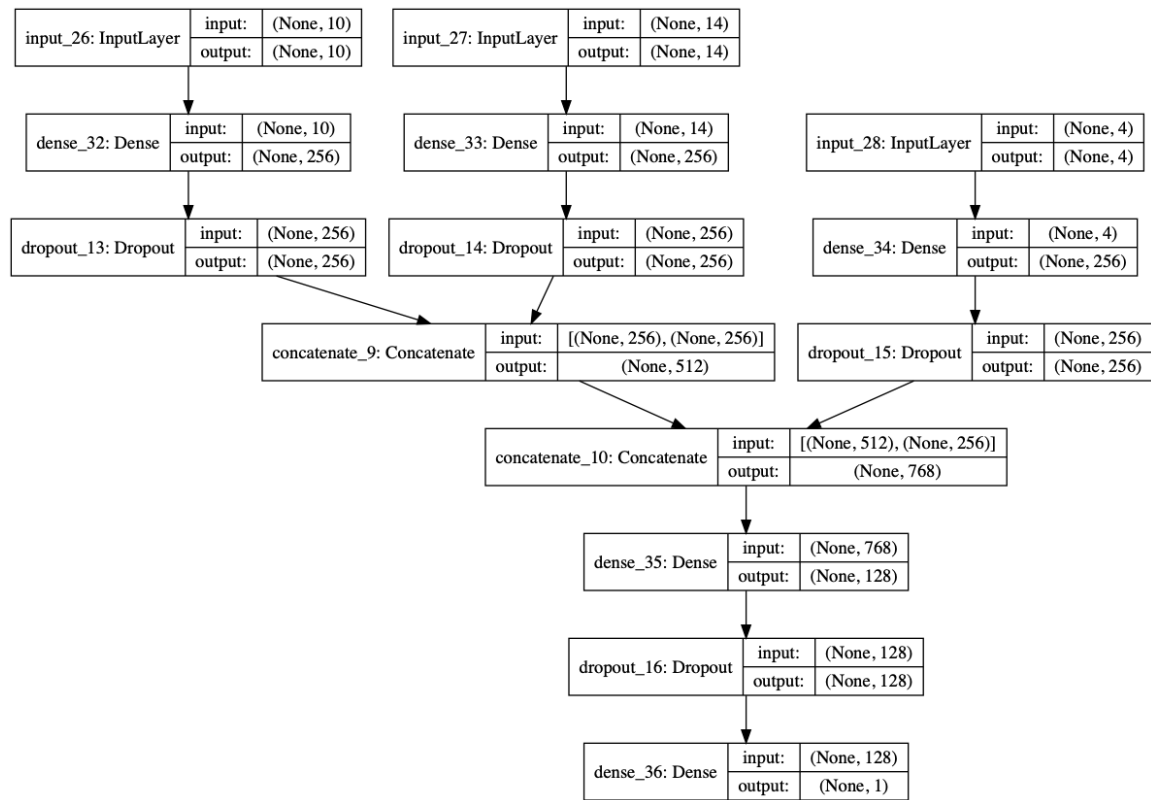 input_26: InputLayer
input: (None, 10)
output: (None, 10)
input_27: InputLayer
input: (None, 14)
output: (None, 14)
dense_32: Dense
input: (None, 10)
output: (None, 256)
dense_33: Dense
input: (None, 14)
output: (None, 256)
input_28: InputLayer
input: (None, 4)
output: (None, 4)
dropout_13: Dropout
input: (None, 256)
output: (None, 256)
dropout_14: Dropout
input: (None, 256)
output: (None, 256)
dense_34: Dense
input: (None, 4)
output: (None, 256)
concatenate_9: Concatenate
input: [(None, 256), (None, 256)]
output: (None, 512)
dropout_15: Dropout
input: (None, 256)
output: (None, 256)
concatenate_10: Concatenate
input: [(None, 512), (None, 256)]
output: (None, 768)
dense_35: Dense
input: (None, 768)
output: (None, 128)
dropout_16: Dropout
input: (None, 128)
output: (None, 128)
dense_36: Dense
input: (None, 128)
output: (None, 1)